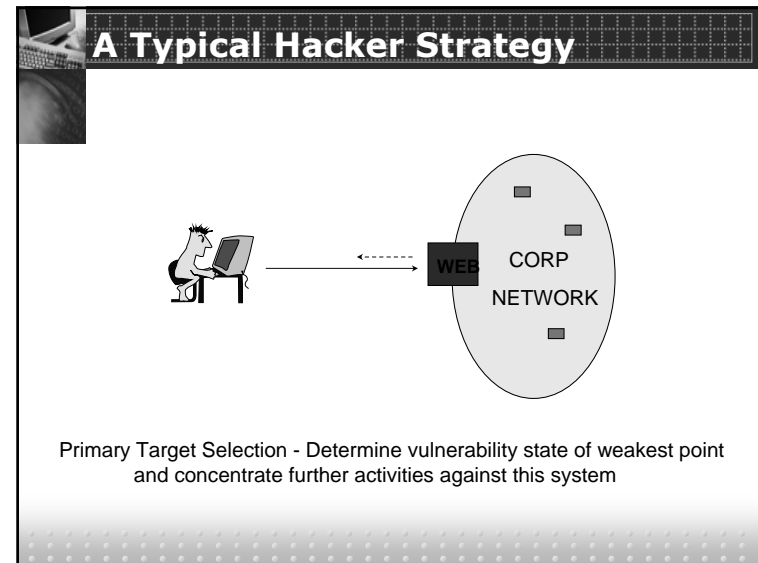 A Typical Hacker Strategy
WEB
CORP
NETWORK
Primary Target Selection - Determine vulnerability state of weakest point
and concentrate further activities against this system